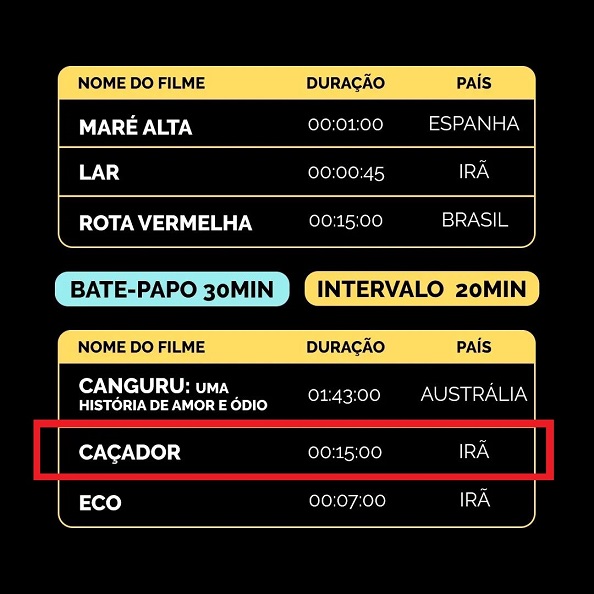 NOME DO FILME DURAÇÃO PAÍS
MARÉ ALTA 00:01:00 ESPANHA
LAR 00:00:45 IRÃ
ROTA VERMELHA 00:15:00 BRASIL
BATE-PAPO 30MIN INTERVALO 20MIN
NOME DO FILME DURAÇÃO PAÍS
CANGURU: UMA
HISTÓRIA DE AMOR E ÓDIO 01:43:00 AUSTRÁLIA
CAÇADOR 00:15:00 IRÃ
ECO 00:07:00 IRÃ